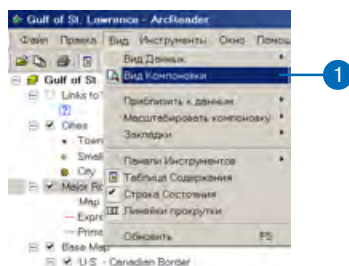 Gulf of St. Lawrence - ArcReader
Файл Правка Вид Инструменты Окно Помощ
Вид Данных
Gulf of St
Вид Компоновки
1
Links to
Приблизить к данным
Cities
Масштабировать компоновку
Town
Закладки
Small
City
Панели Инструментов
Major Ro
Таблица Содержания
Map
Строка Состояния
Expre
Линейки прокрутки
Prima
Обновить F5
Base Map
U.S. - Canadian Border